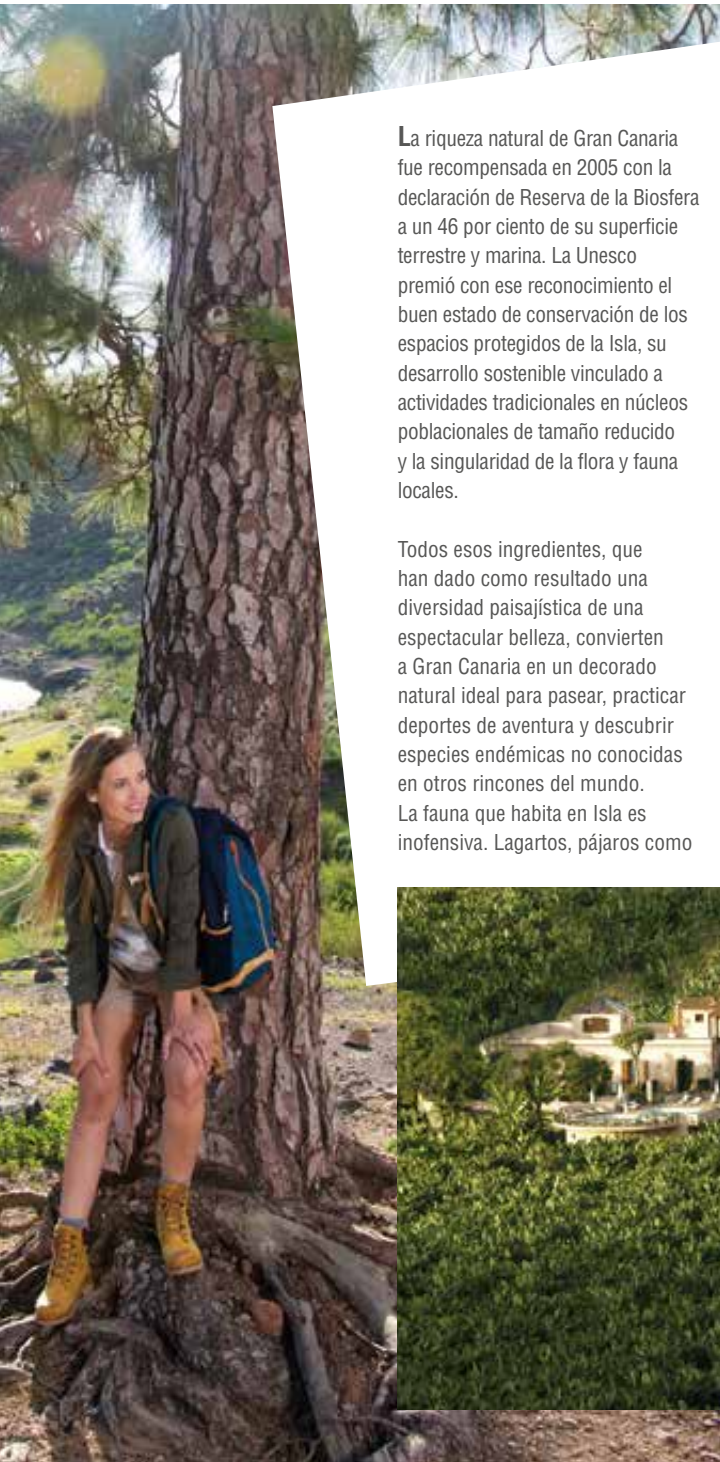 La riqueza natural de Gran Canaria
fue recompensada en 2005 con la
declaración de Reserva de la Biosfera
a un 46 por ciento de su superficie
terrestre y marina. La Unesco
premió con ese reconocimiento el
buen estado de conservación de los
espacios protegidos de la Isla, su
desarrollo sostenible vinculado a
actividades tradicionales en núcleos
poblacionales de tamaño reducido
y la singularidad de la flora y fauna
locales.
Todos esos ingredientes, que
han dado como resultado una
diversidad paisajística de una
espectacular belleza, convierten
a Gran Canaria en un decorado
natural ideal para pasear, practicar
deportes de aventura y descubrir
especies endémicas no conocidas
en otros rincones del mundo.
La fauna que habita en Isla es
inofensiva. Lagartos, pájaros como